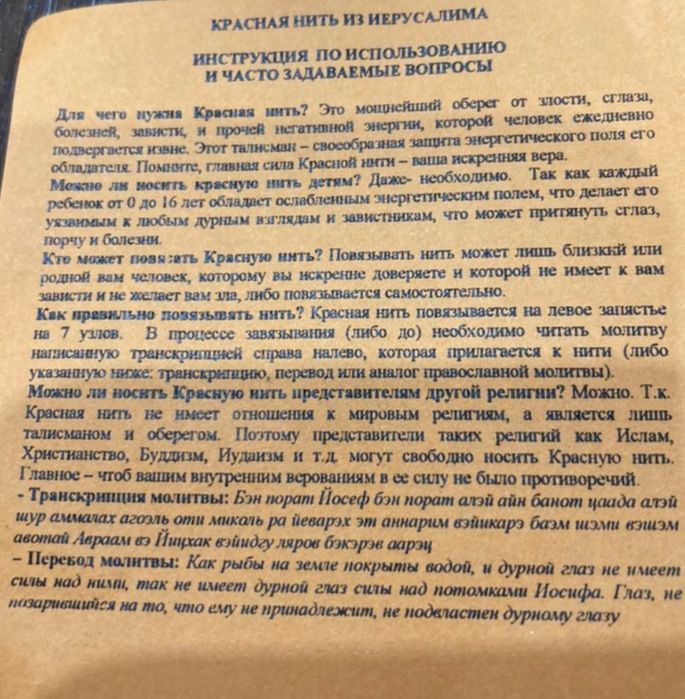 КРАСНАЯ НИТЬ ИЗ ИЕРУСАЛИМА
ИНСТРУКЦИЯ ПО ИСПОЛЬЗОВАНИЮ
И ЧАСТО ЗАДАВАЕМЫЕ ВОПРОСЫ
Для чего нужна Красная нить? Это мощнейший оберег от злости, сглаза,
болезней, зависти, и прочей негативной энергии, которой человек ежедневно
подвергается извне. Этот талисман – своеобразная защита энергетического поля его
обладателя. Помните, главная сила Красной нити – ваша искренняя вера.
Можно ли носить красную нить детям? Даже- необходимо. Так как каждый
ребенок от 0 до 16 лет обладает ослабленным энергетическим полем, что делает его
уязвимым к любым дурным взглядам и завистникам, что может притянуть сглаз,
порчу и болезни.
Кто может повязать Красную нить? Повязывать нить может лишь близкий или
родной вам человек, которому вы искренне доверяете и которой не имеет к вам
зависти и не желает вам зла, либо повязывается самостоятельно.
Как правильно повязывать нить? Красная нить повязывается на левое запястье
на 7 узлов. В процессе завязывания (либо до) необходимо читать молитву
написанную транскрипцией справа налево, которая прилагается к нити (либо
указанную ниже: транскрипцию, перевод или аналог православной молитвы).
Можно ли носить Красную нить представителям другой религии? Можно. Т.к.
Красная нить не имеет отношения к мировым религиям, а является лишь
талисманом и оберегом. Поэтому представители таких религий как Ислам,
Христианство, Буддизм, Иудаизм и т.д. могут свободно носить Красную нить.
Главное – чтоб вашим внутренним верованиям в ее силу не было противоречий.
- Транскрипция молитвы: Бэн порат Йосеф бэн порат алэй айн банот цаада алэй
шур аммалах агоэль оти миколь ра йеварэх эт аннарим вэйикарэ баэм шэми вэшэм
авотай Авраам вэ Йицхак вэйидгу ляров бэкэрэв аарэц
– Перевод молитвы: Как рыбы на земле покрыты водой, и дурной глаз не имеет
силы над ними, так не имеет дурной глаз силы над потомками Иосифа. Глаз, не
позарившийся на то, что ему не принадлежит, не подвластен дурному глазу